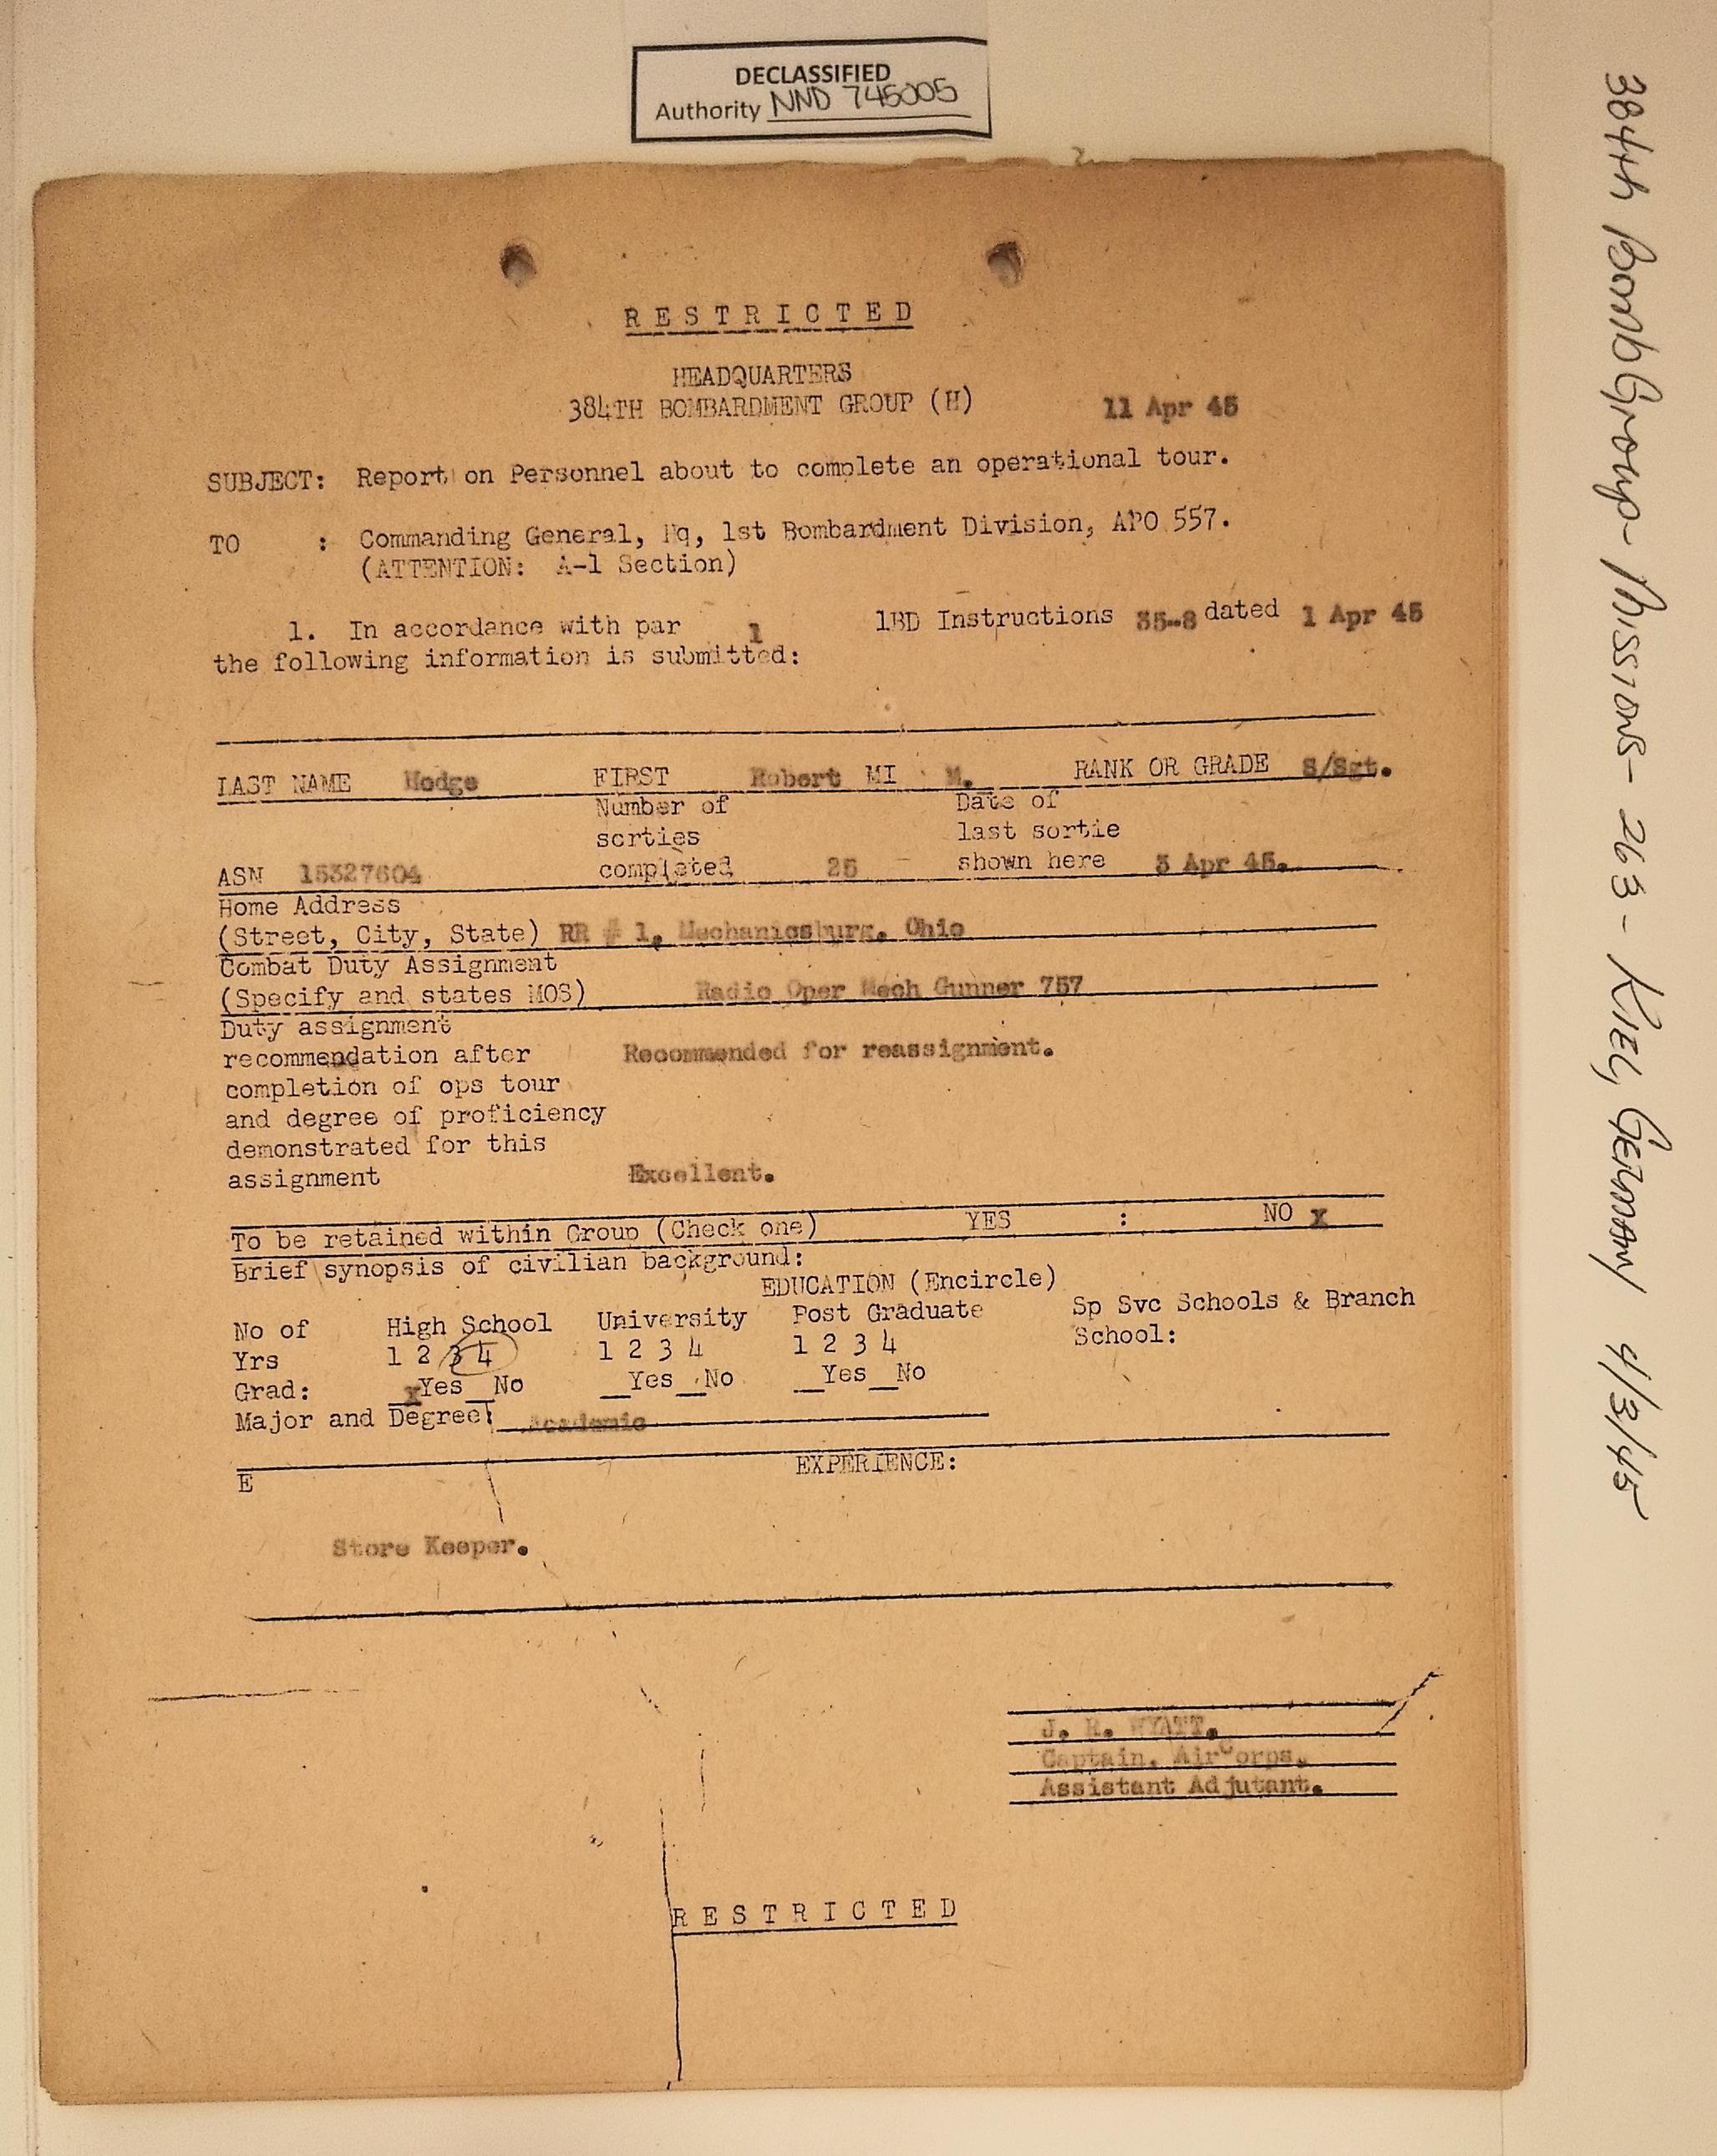 DECLASSIFIED
Authority NND 745005
RESTRICTED
HEADQUARTERS
384TH BOMBARDMENT GROUP (H) 11 Apr 45
SUBJECT: Report on Personnel about to complete an operational tour.
TO : Commanding General, Hq, 1st Bombardment Division, APO 557.
(ATTENTION: A-1 Section)
1. In accordance with par 1 1BD Instructions 35-8 dated 1 Apr 45
the following information is submitted:
LAST NAME Hodge FIRST Robert MI M. RANK OR GRADE S/Sgt.
Number of Date of
sorties last sortie
ASN 15327604 completed 25 shown here 3 Apr 45.
Home Address
(Street, City, State) RR # 1, Mechanicsburg. Ohio
Combat Duty Assignment
(Specify and states MOS) Radio Oper Mech Gunner 757
Duty assignment
recommendation after Recommended for reassignment.
completion of ops tour
and degree of proficiency
demonstrated for this
assignment Excellent.
To be retained within Group (Check one) YES : NO x
Brief synopsis of civilian background:
EDUCATION (Encircle)
No of High School University Post Graduate Sp Svc Schools & Branch
Yrs 1 2 3 4 1 2 3 4 1 2 3 4 School:
Grad: xYes_No _Yes_No _Yes_No
Major and Degree: Academic
E EXPERIENCE:
Store Keeper.
J. R. WYATT.
Captain, Air Corps,
Assistant Adjutant.
RESTRICTED
384th Bomb Group - Missions - 263 - KIEL, GERMANY 4/3/45